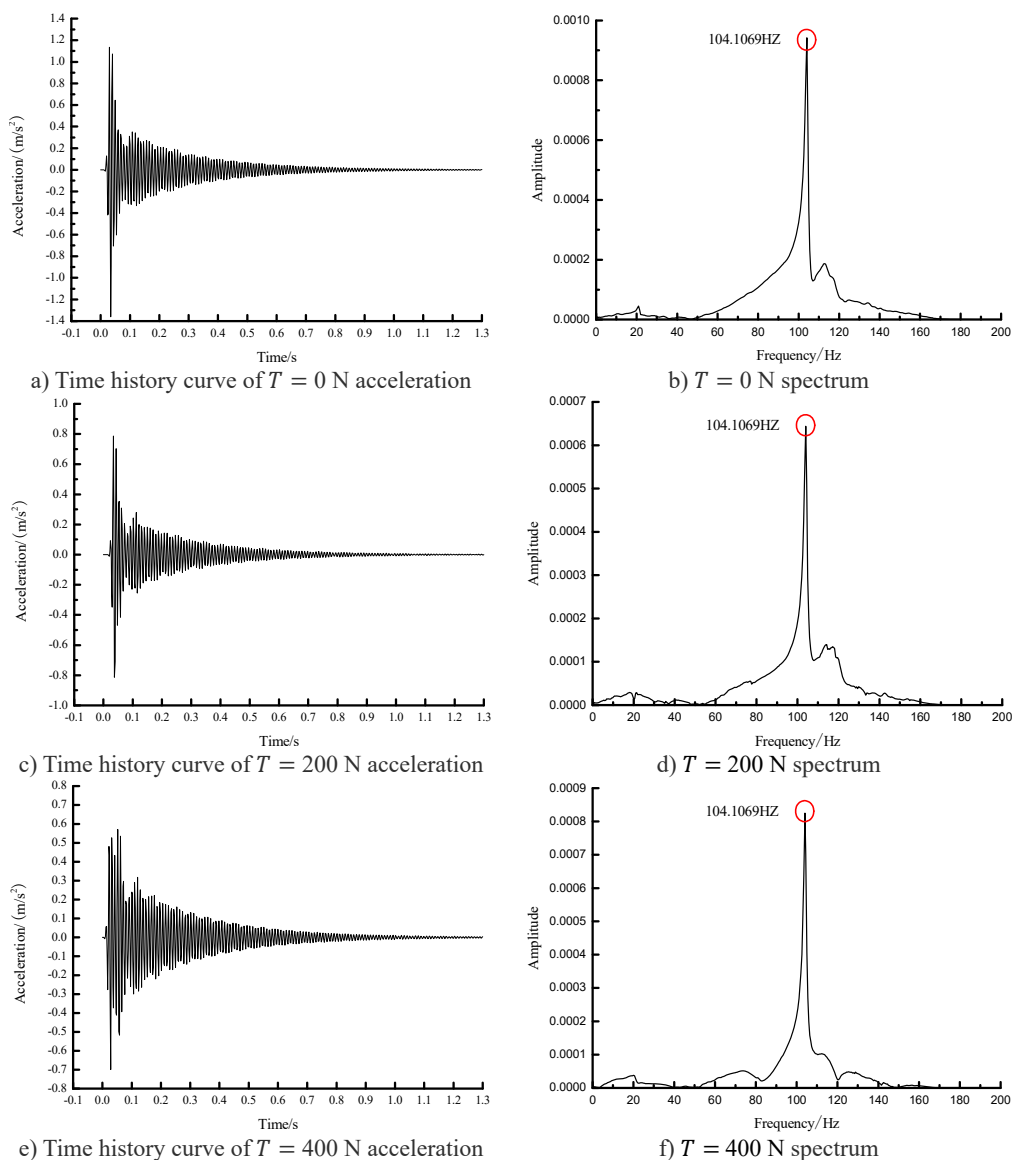 1.4
1.2
1.0
0.8
0.6
0.4
0.2
0.0
-0.2
-0.4
-0.6
-0.8
-1.0
-1.2
-1.4
Acceleration/(m/s²)
-0.1 0.0 0.1 0.2 0.3 0.4 0.5 0.6 0.7 0.8 0.9 1.0 1.1 1.2 1.3
Time/s
a) Time history curve of T = 0 N acceleration
0.0010
0.0008
0.0006
0.0004
0.0002
0.0000
Amplitude
104.1069HZ
0 20 40 60 80 100 120 140 160 180 200
Frequency/Hz
b) T = 0 N spectrum
1.0
0.8
0.6
0.4
0.2
0.0
-0.2
-0.4
-0.6
-0.8
-1.0
Acceleration/(m/s²)
-0.1 0.0 0.1 0.2 0.3 0.4 0.5 0.6 0.7 0.8 0.9 1.0 1.1 1.2 1.3
Time/s
c) Time history curve of T = 200 N acceleration
0.0007
0.0006
0.0005
0.0004
0.0003
0.0002
0.0001
0.0000
Amplitude
104.1069HZ
0 20 40 60 80 100 120 140 160 180 200
Frequency/Hz
d) T = 200 N spectrum
0.8
0.7
0.6
0.5
0.4
0.3
0.2
0.1
0.0
-0.1
-0.2
-0.3
-0.4
-0.5
-0.6
-0.7
-0.8
Acceleration/(m/s²)
-0.1 0.0 0.1 0.2 0.3 0.4 0.5 0.6 0.7 0.8 0.9 1.0 1.1 1.2 1.3
Time/s
e) Time history curve of T = 400 N acceleration
0.0009
0.0008
0.0007
0.0006
0.0005
0.0004
0.0003
0.0002
0.0001
0.0000
Amplitude
104.1069HZ
0 20 40 60 80 100 120 140 160 180 200
Frequency/Hz
f) T = 400 N spectrum